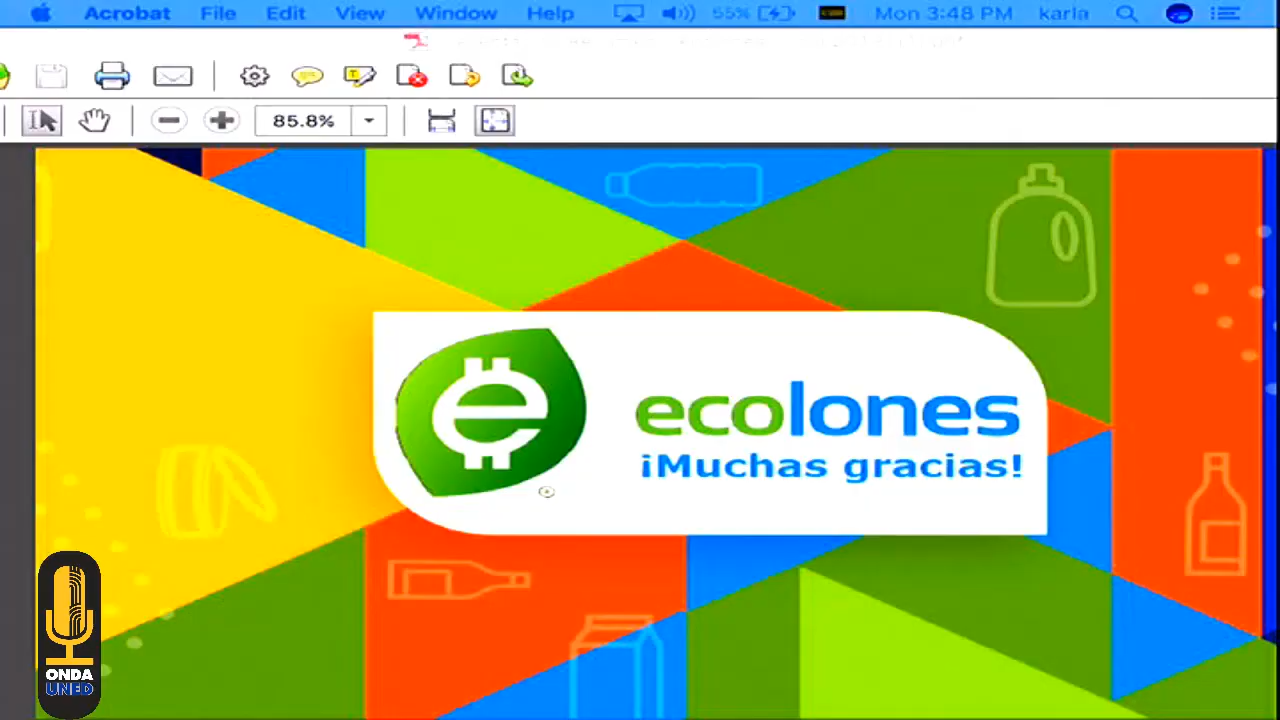 Acrobat File Edit View Window Help 55% Mon 3:48 PM karla
85.8%
ecolones
¡Muchas gracias!
ONDA
UNED